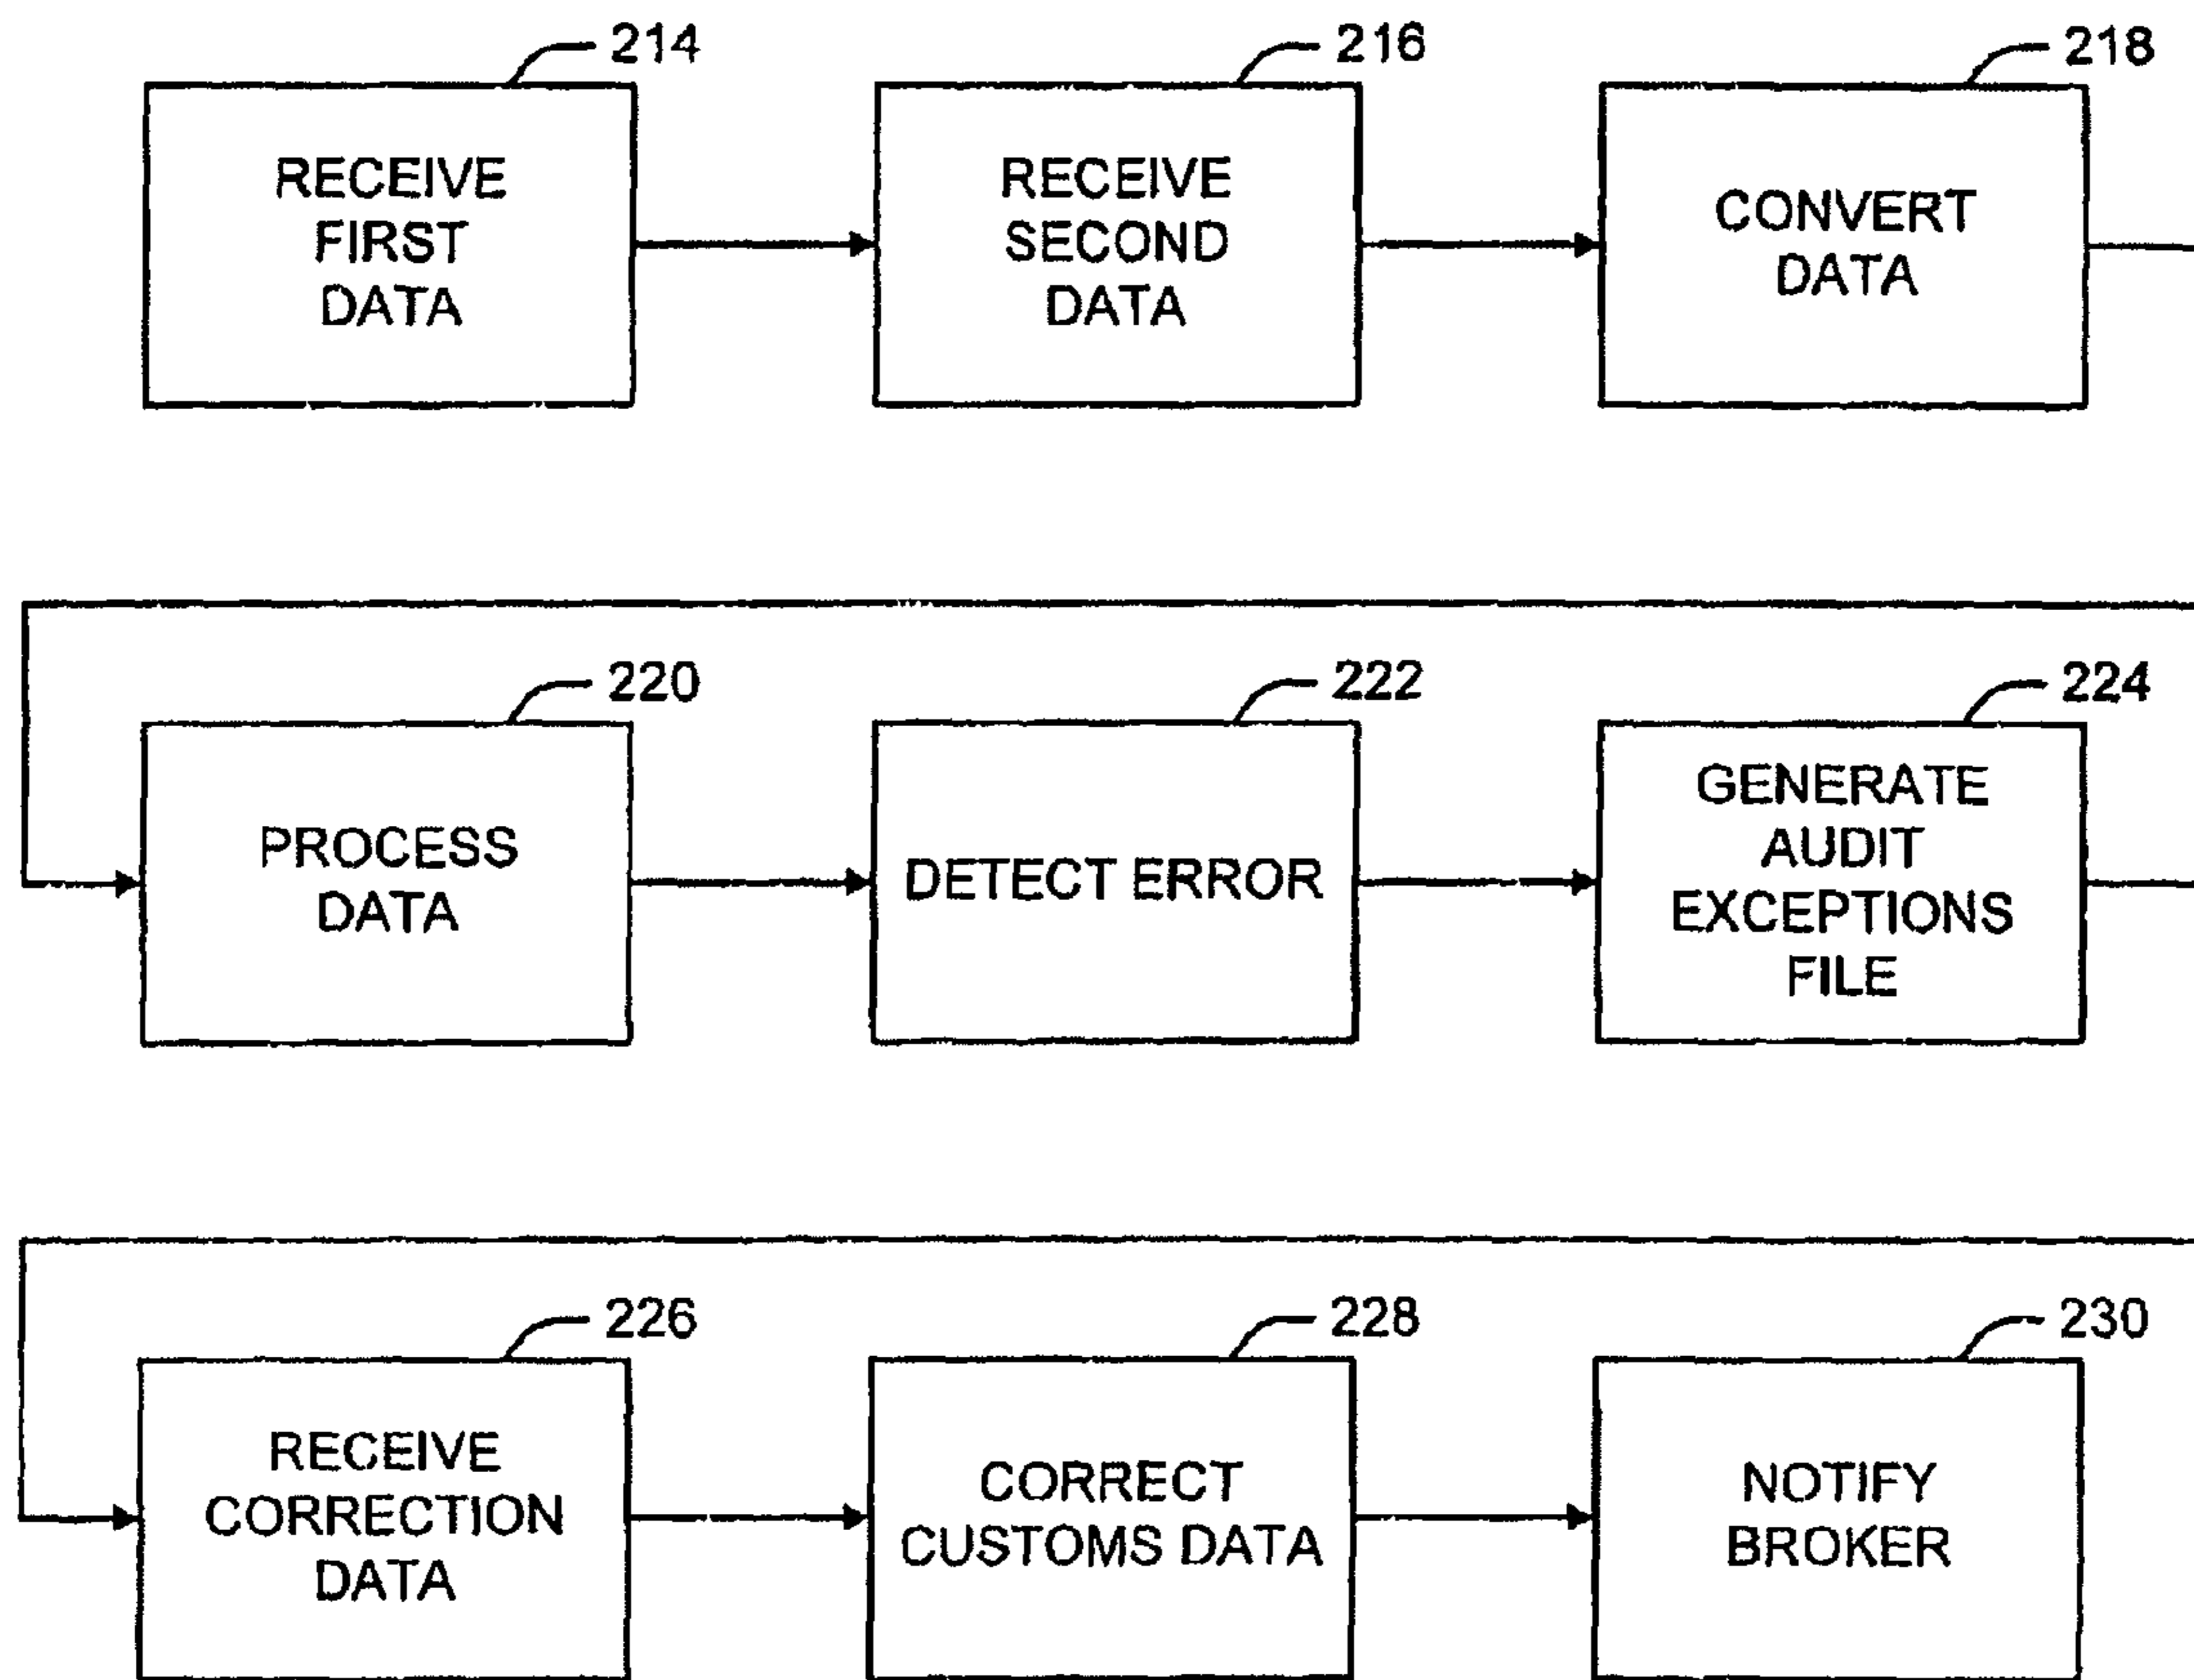 214
216
218
RECEIVE
FIRST
DATA
RECEIVE
SECOND
DATA
CONVERT
DATA
220
222
224
PROCESS
DATA
DETECT ERROR
GENERATE
AUDIT
EXCEPTIONS
FILE
226
228
230
RECEIVE
CORRECTION
DATA
CORRECT
CUSTOMS DATA
NOTIFY
BROKER